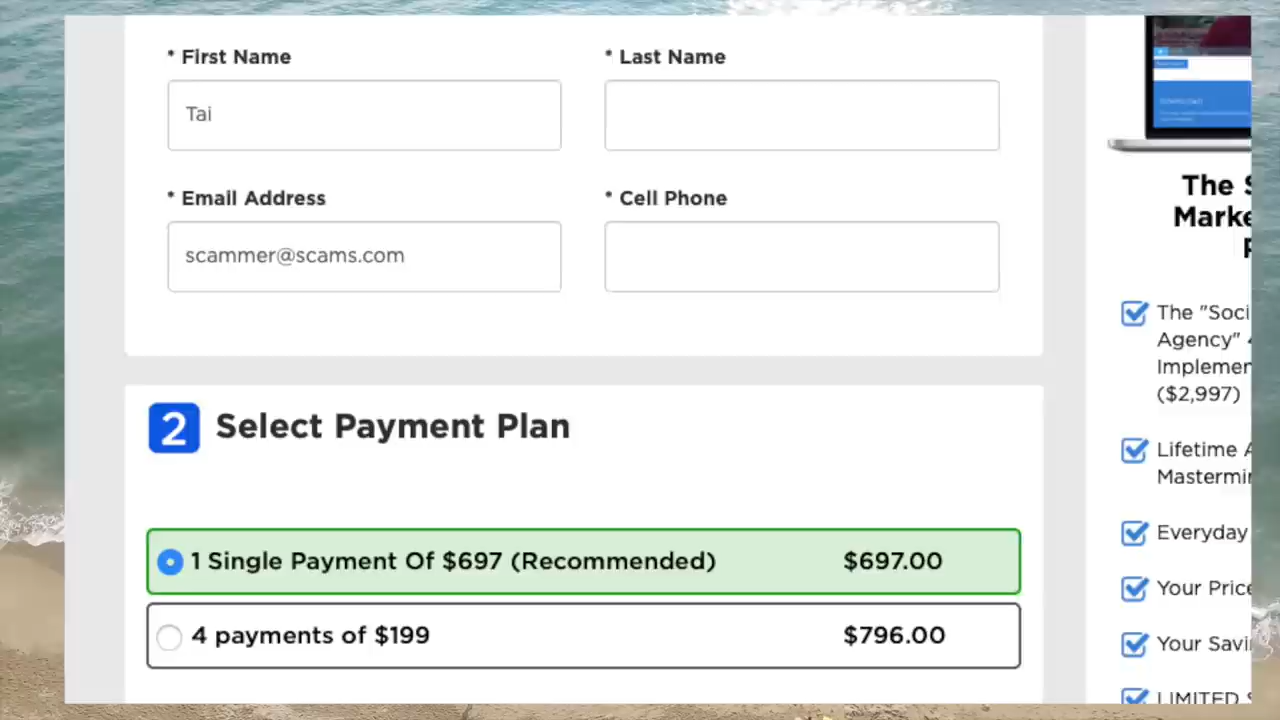 * First Name
* Last Name
Tai
* Email Address
* Cell Phone
scammer@scams.com
2 Select Payment Plan
1 Single Payment Of $697 (Recommended) $697.00
4 payments of $199 $796.00
The
Marke
The "Soci
Agency"
Implemen
($2,997)
Lifetime
Mastermin
Everyday
Your Price
Your Savi
LIMITED